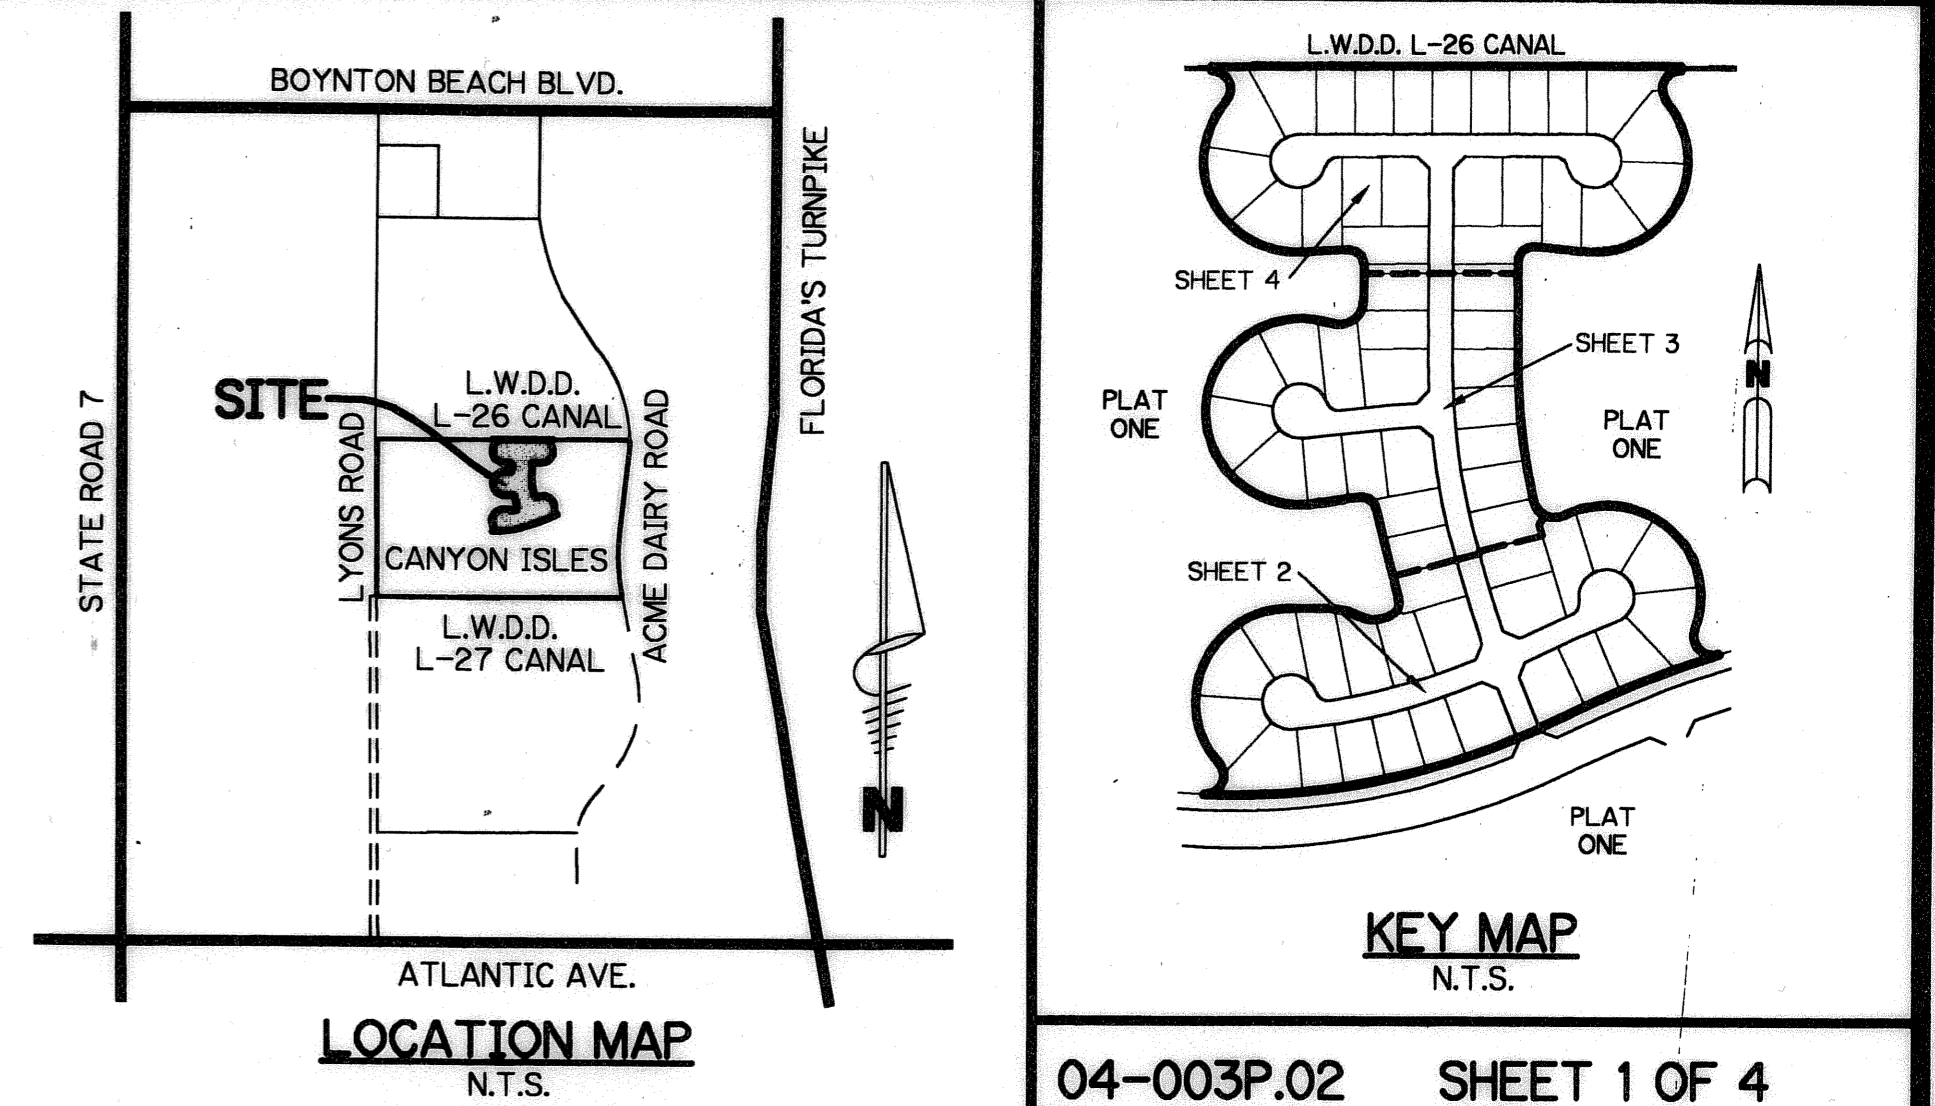 BOYNTON BEACH BLVD.
FLORIDA'S TURNPIKE
STATE ROAD 7
SITE
L.W.D.D.
L-26 CANAL
LYONS ROAD
ACME DAIRY ROAD
CANYON ISLES
L.W.D.D.
L-27 CANAL
N
ATLANTIC AVE.
LOCATION MAP
N.T.S.
L.W.D.D. L-26 CANAL
SHEET 4
SHEET 3
PLAT
ONE
PLAT
ONE
N
SHEET 2
PLAT
ONE
KEY MAP
N.T.S.
04-003P.02 SHEET 1 OF 4